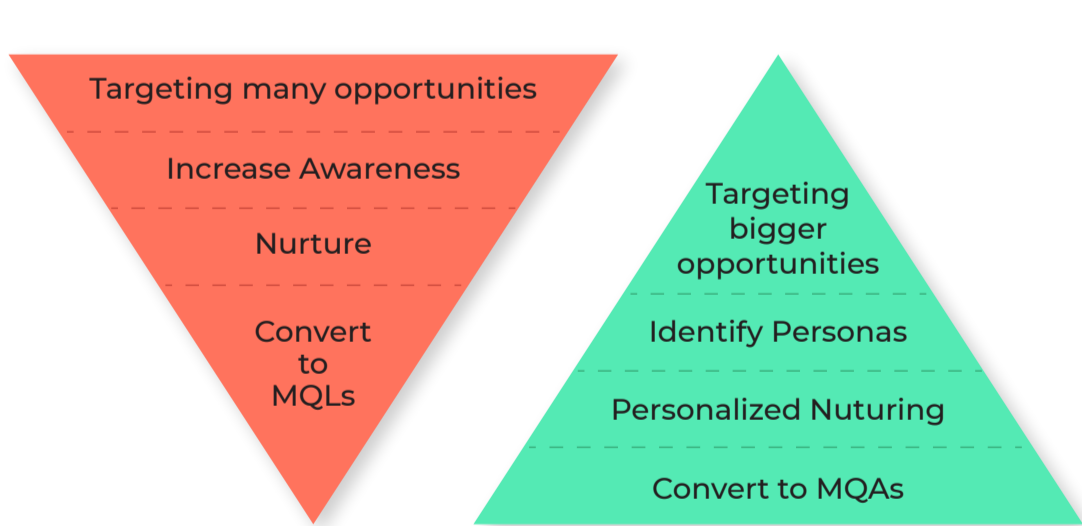 Targeting many opportunities
Increase Awareness
Nurture
Convert
to
MQLs
Targeting
bigger
opportunities
Identify Personas
Personalized Nuturing
Convert to MQAs